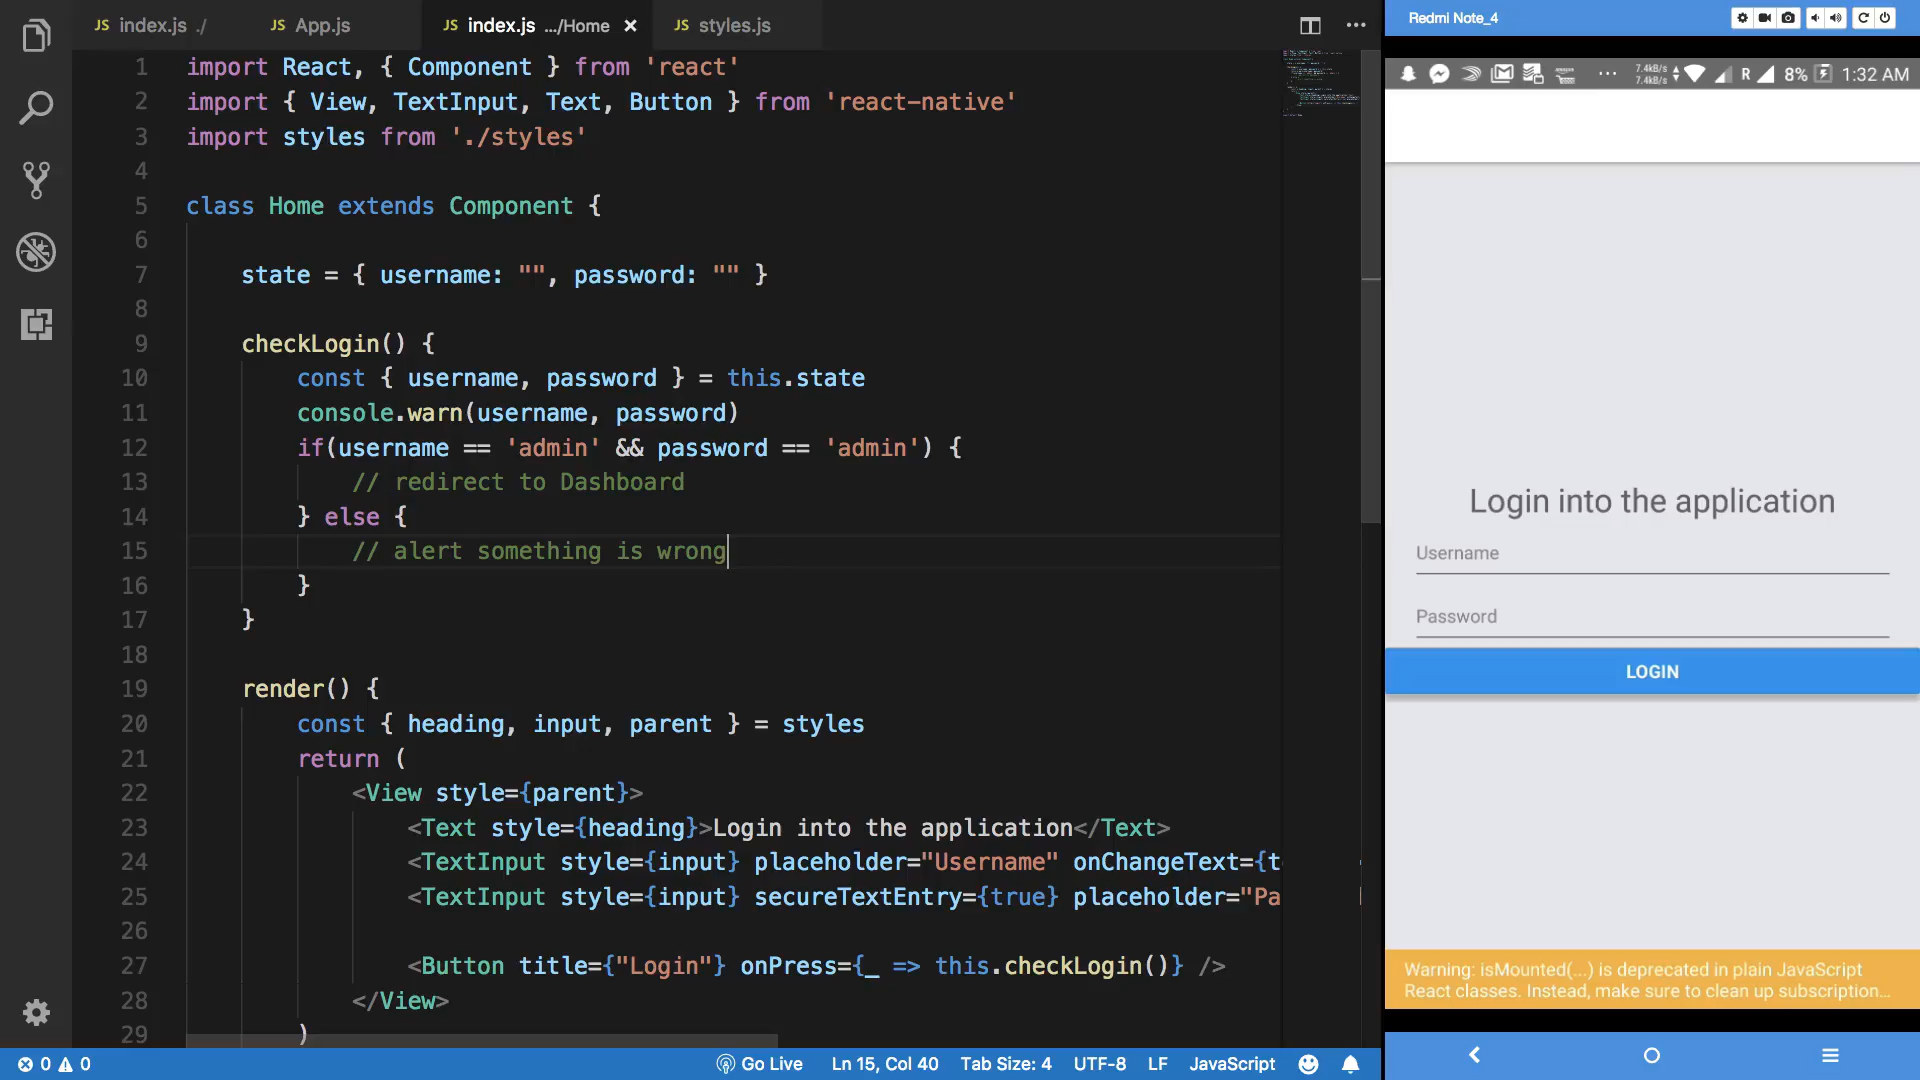 JS index.js ./
JS App.js
JS index.js .../Home ×
JS styles.js
1 import React, { Component } from 'react'
2 import { View, TextInput, Text, Button } from 'react-native'
3 import styles from './styles'
4
5 class Home extends Component {
6
7 state = { username: "", password: "" }
8
9 checkLogin() {
10 const { username, password } = this.state
11 console.warn(username, password)
12 if(username == 'admin' && password == 'admin') {
13 // redirect to Dashboard
14 } else {
15 // alert something is wrong
16 }
17 }
18
19 render() {
20 const { heading, input, parent } = styles
21 return (
22 <View style={parent}>
23 <Text style={heading}>Login into the application</Text>
24 <TextInput style={input} placeholder="Username" onChangeText={t
25 <TextInput style={input} secureTextEntry={true} placeholder="Pa
26
27 <Button title={"Login"} onPress={_ => this.checkLogin()} />
28 </View>
29 )
0 0 Go Live Ln 15, Col 40 Tab Size: 4 UTF-8 LF JavaScript
Redmi Note_4
7.4kB/s
7.4kB/s
R 8% 1:32 AM
Login into the application
Username
Password
LOGIN
Warning: isMounted(...) is deprecated in plain JavaScript
React classes. Instead, make sure to clean up subscription...